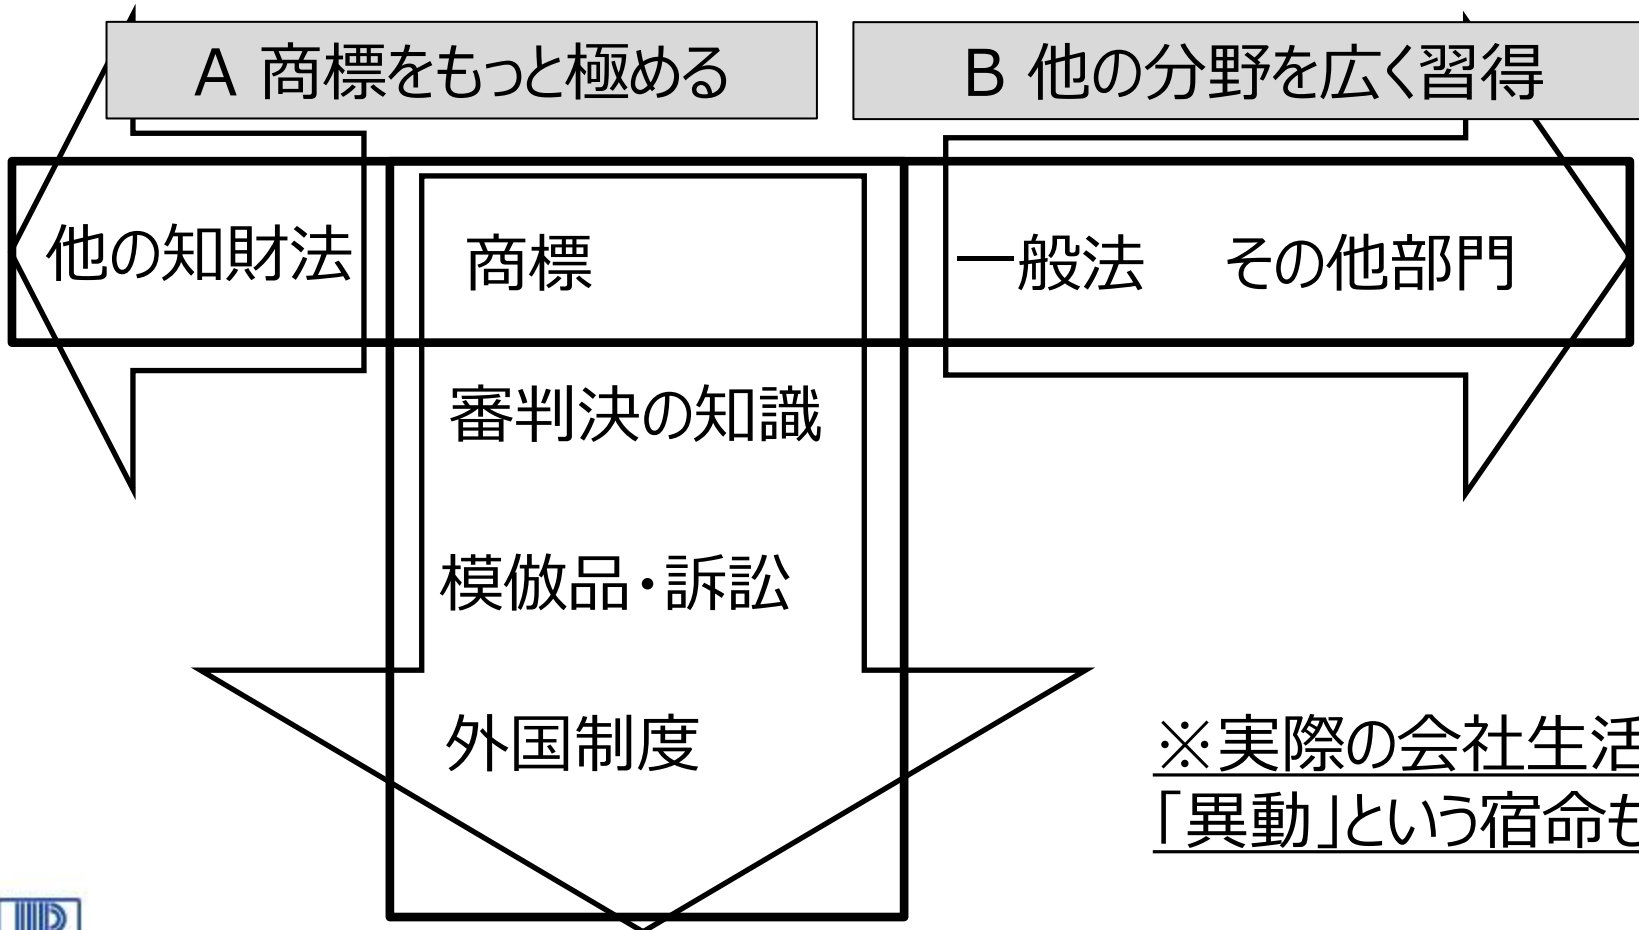 A 商標をもっと極める
B 他の分野を広く習得
他の知財法
商標
一般法 その他部門
審判決の知識
模倣品・訴訟
外国制度
※実際の会社生活
「異動」という宿命も